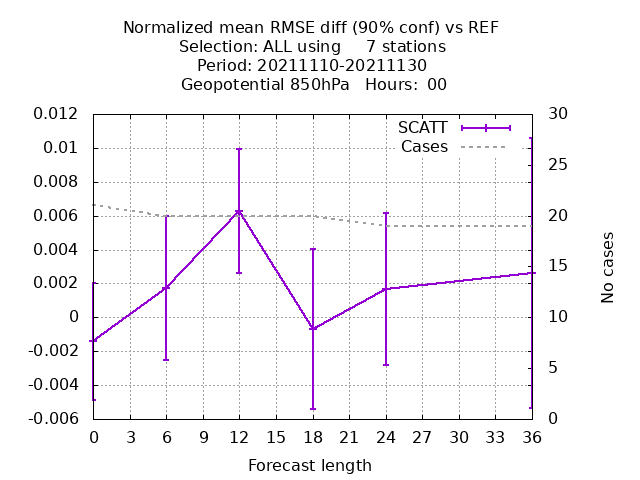 Normalized mean RMSE diff (90% conf) vs REF
Selection: ALL using     7 stations
Period: 20211110-20211130
Geopotential 850hPa   Hours:  00
SCATT
Cases
0.012
0.01
0.008
0.006
0.004
0.002
0
-0.002
-0.004
-0.006
30
25
20
15
10
5
0
No cases
0 3 6 9 12 15 18 21 24 27 30 33 36
Forecast length